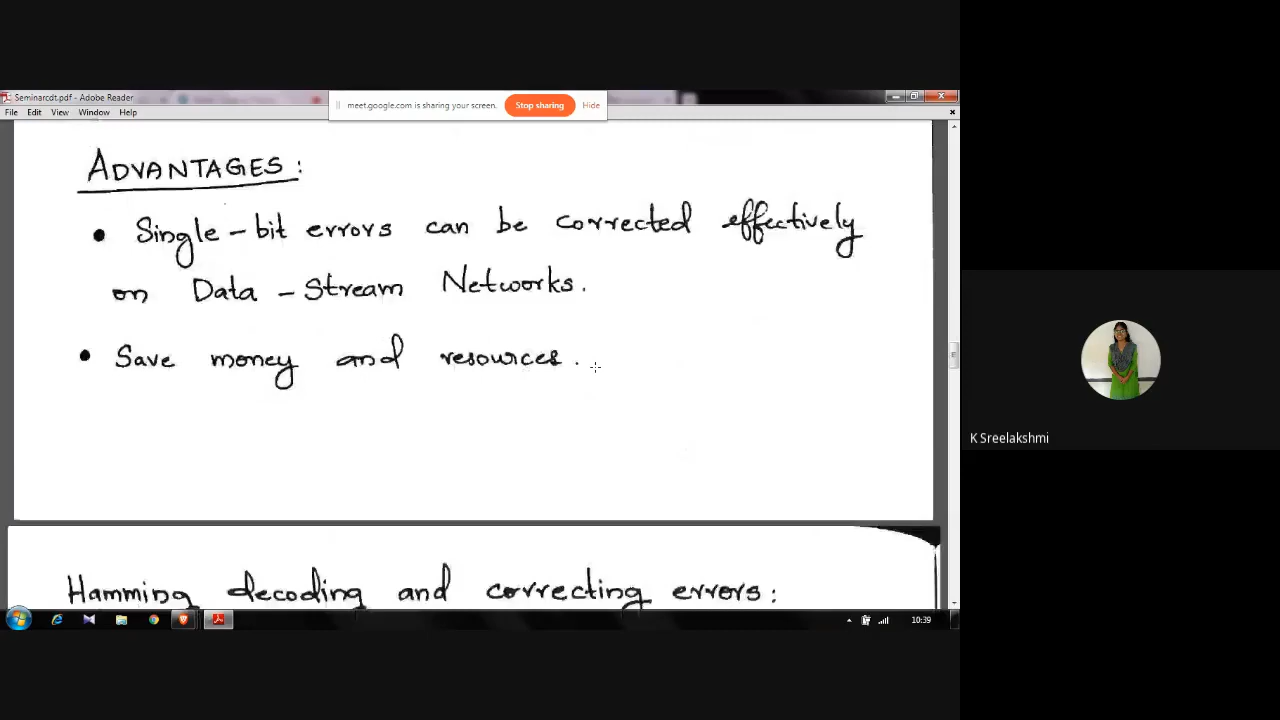 Seminarcdt.pdf - Adobe Reader
meet.google.com is sharing your screen. Stop sharing Hide
File Edit View Window Help
ADVANTAGES:
• Single-bit errors can be corrected effectively
on Data-Stream Networks.
• Save money and resources.
K Sreelakshmi
Hamming decoding and correcting errors:
10:39